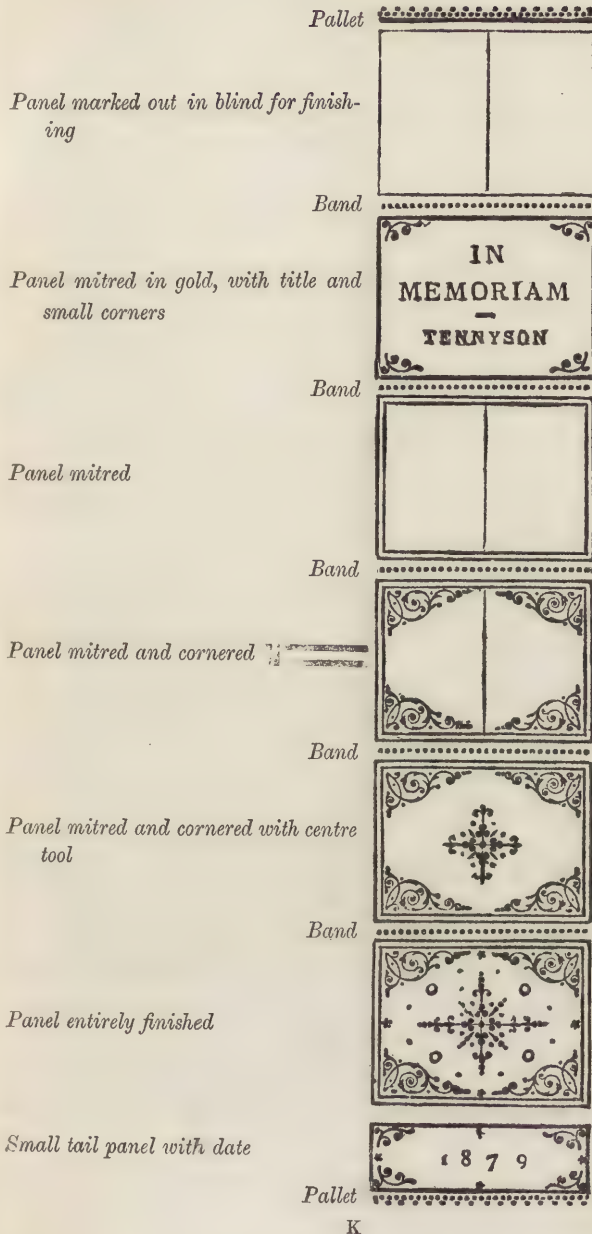 Pallet
Panel marked out in blind for finish-
ing
Band
IN
Panel mitred in gold, with title and
MEMORIAM
small corners
TENNYSON
Band
Panel mitred
Band
Panel mitred and cornered
Band
Panel mitred and cornered with centre
tool
Band
Panel entirely finished
Small tail panel with date
1879
Pallet
K